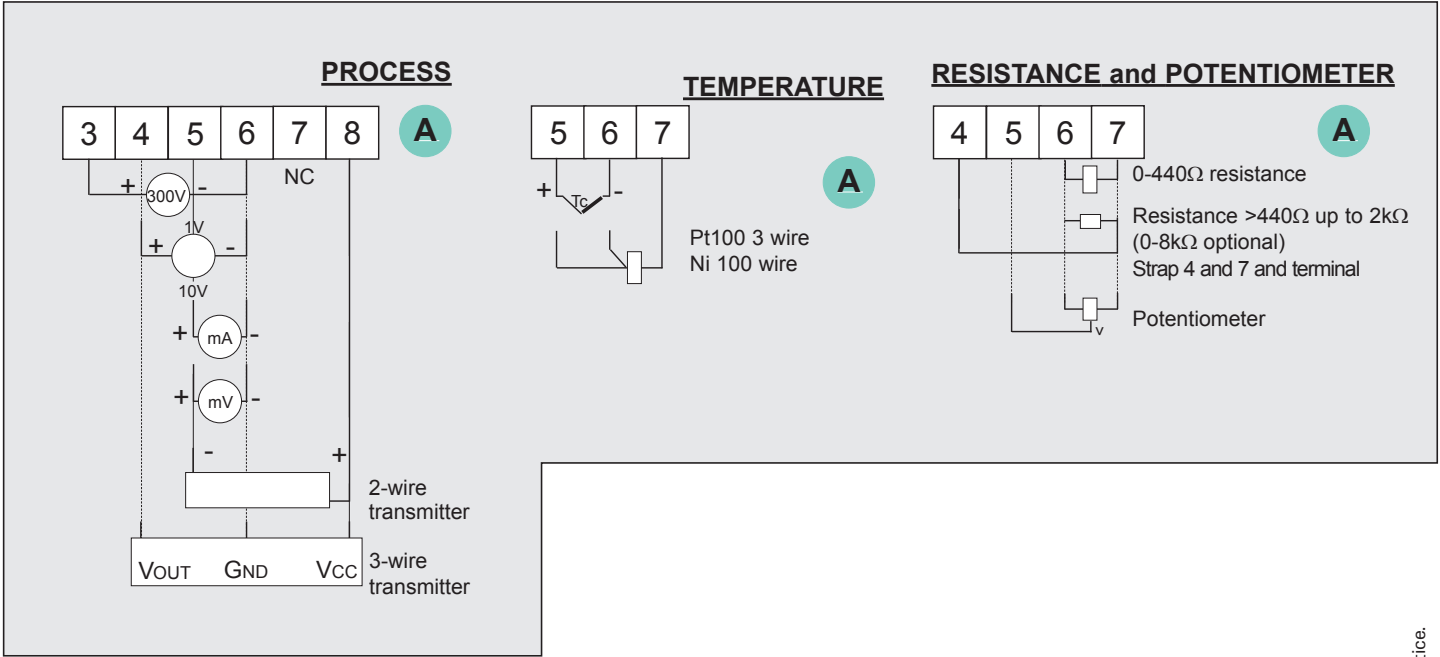 PROCESS
3 4 5 6 7 8
A
NC
+ 300V -
1V
+ -
10V
+ mA -
+ mV -
- +
2-wire
transmitter
VOUT GND VCC
3-wire
transmitter
TEMPERATURE
5 6 7
A
+ Tc -
Pt100 3 wire
Ni 100 wire
RESISTANCE and POTENTIOMETER
4 5 6 7
A
0-440Ω resistance
Resistance >440Ω up to 2kΩ
(0-8kΩ optional)
Strap 4 and 7 and terminal
Potentiometer
v